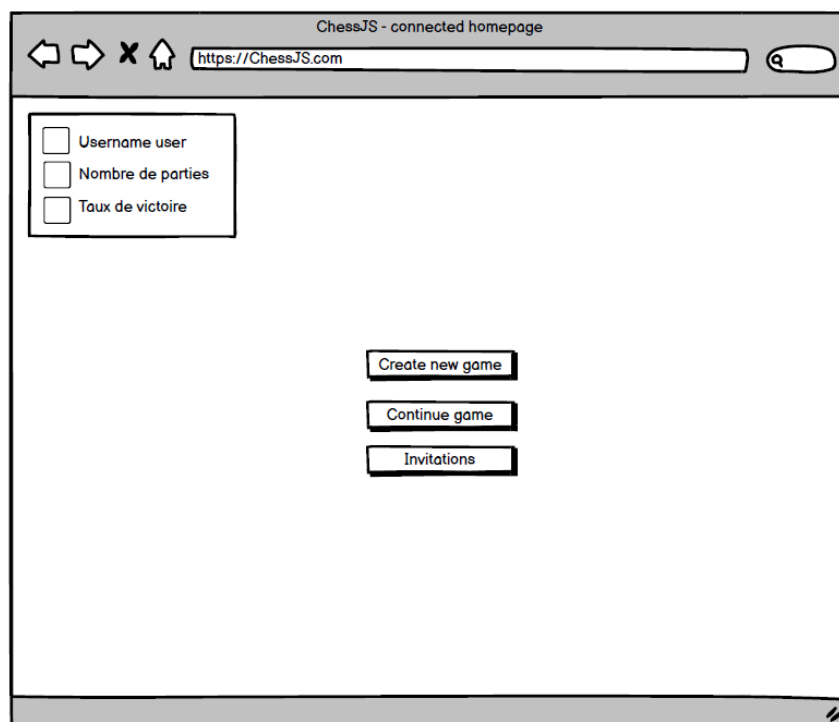 ChessJS - connected homepage
https://ChessJS.com
Username user
Nombre de parties
Taux de victoire
Create new game
Continue game
Invitations